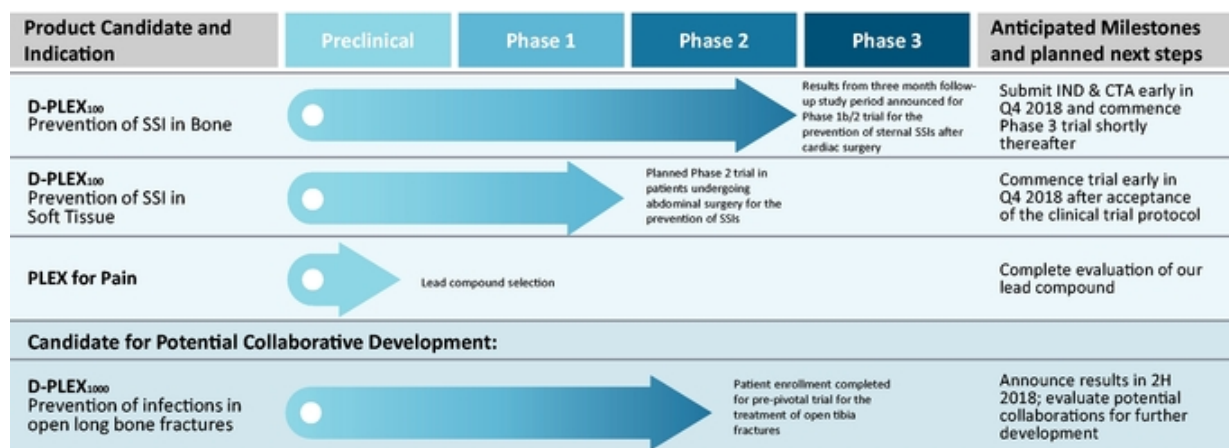 Product Candidate and
Indication
Preclinical
Phase 1
Phase 2
Phase 3
Anticipated Milestones
and planned next steps
D-PLEX100
Prevention of SSI in Bone
Results from three month follow-
up study period announced for
Phase 1b/2 trial for the
prevention of sternal SSIs after
cardiac surgery
Submit IND & CTA early in
Q4 2018 and commence
Phase 3 trial shortly
thereafter
D-PLEX100
Prevention of SSI in
Soft Tissue
Planned Phase 2 trial in
patients undergoing
abdominal surgery for the
prevention of SSIs
Commence trial early in
Q4 2018 after acceptance
of the clinical trial protocol
PLEX for Pain
Lead compound selection
Complete evaluation of our
lead compound
Candidate for Potential Collaborative Development:
D-PLEX1000
Prevention of infections in
open long bone fractures
Patient enrollment completed
for pre-pivotal trial for the
treatment of open tibia
fractures
Announce results in 2H
2018; evaluate potential
collaborations for further
development